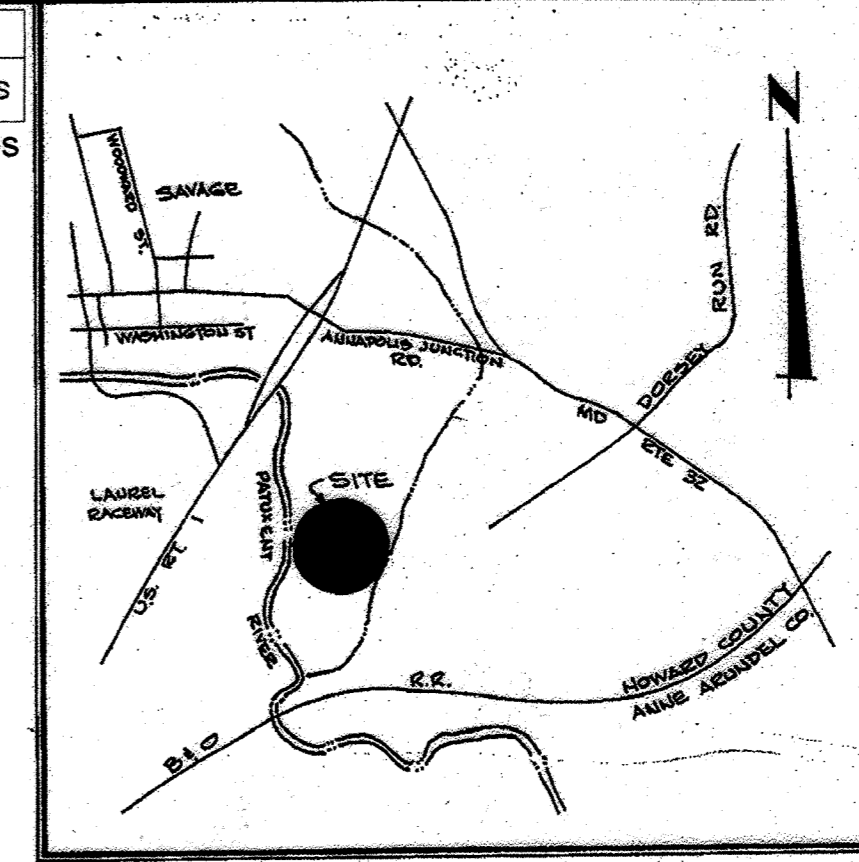 S
S
N
WOODWARD ST.
SAVAGE
WASHINGTON ST
ANNAPOLIS JUNCTION
RD.
RUN RD.
DORSEY
MD
RTE 32
SITE
LAUREL
RACEWAY
PATUXENT
RIVER
U.S. RT. 1
HOWARD COUNTY
ANNE ARUNDEL CO.
R.R.
B&O